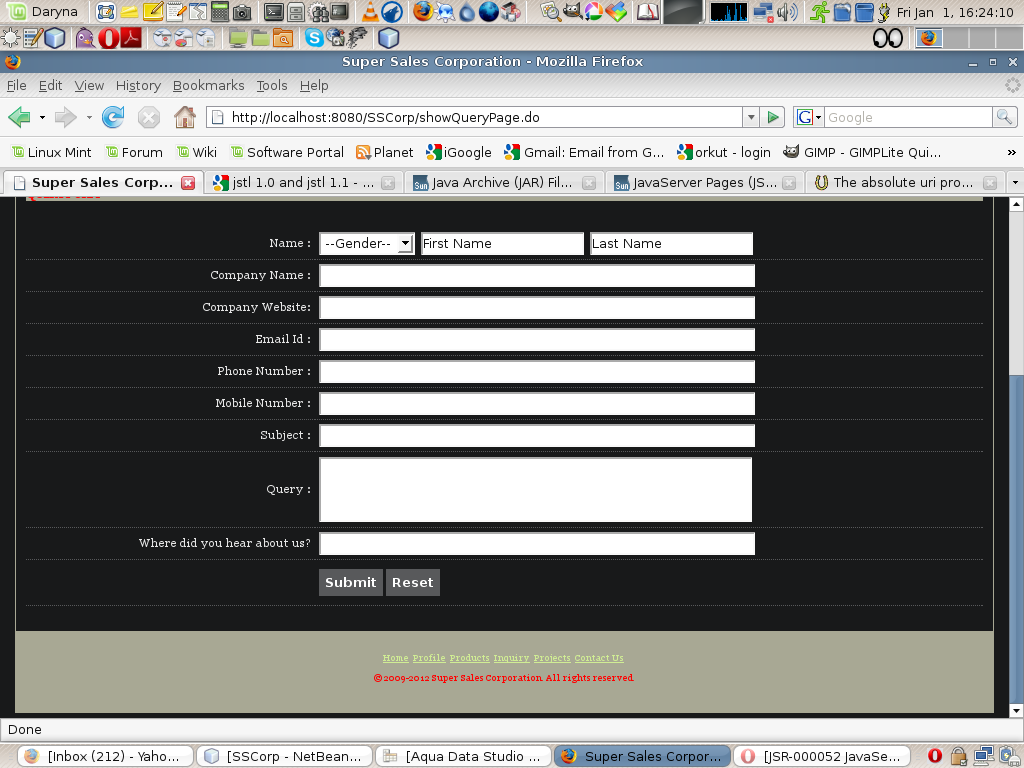 Daryna
Fri Jan 1, 16:24:10
Super Sales Corporation - Mozilla Firefox
File Edit View History Bookmarks Tools Help
http://localhost:8080/SSCorp/showQueryPage.do
G Google
Linux Mint Forum Wiki Software Portal Planet iGoogle Gmail: Email from G... orkut - login GIMP - GIMPLite Qui... »
Super Sales Corp... jstl 1.0 and jstl 1.1 - ... Sun Java Archive (JAR) Fil... Sun JavaServer Pages (JS... The absolute uri pro...
Name : --Gender-- First Name Last Name
Company Name :
Company Website:
Email Id :
Phone Number :
Mobile Number :
Subject :
Query :
Where did you hear about us?
Submit Reset
Home Profile Products Inquiry Projects Contact Us
©2009-2012 Super Sales Corporation. All rights reserved.
Done
[Inbox (212) - Yaho... [SSCorp - NetBean... [Aqua Data Studio ... Super Sales Corpor... [JSR-000052 JavaSe...